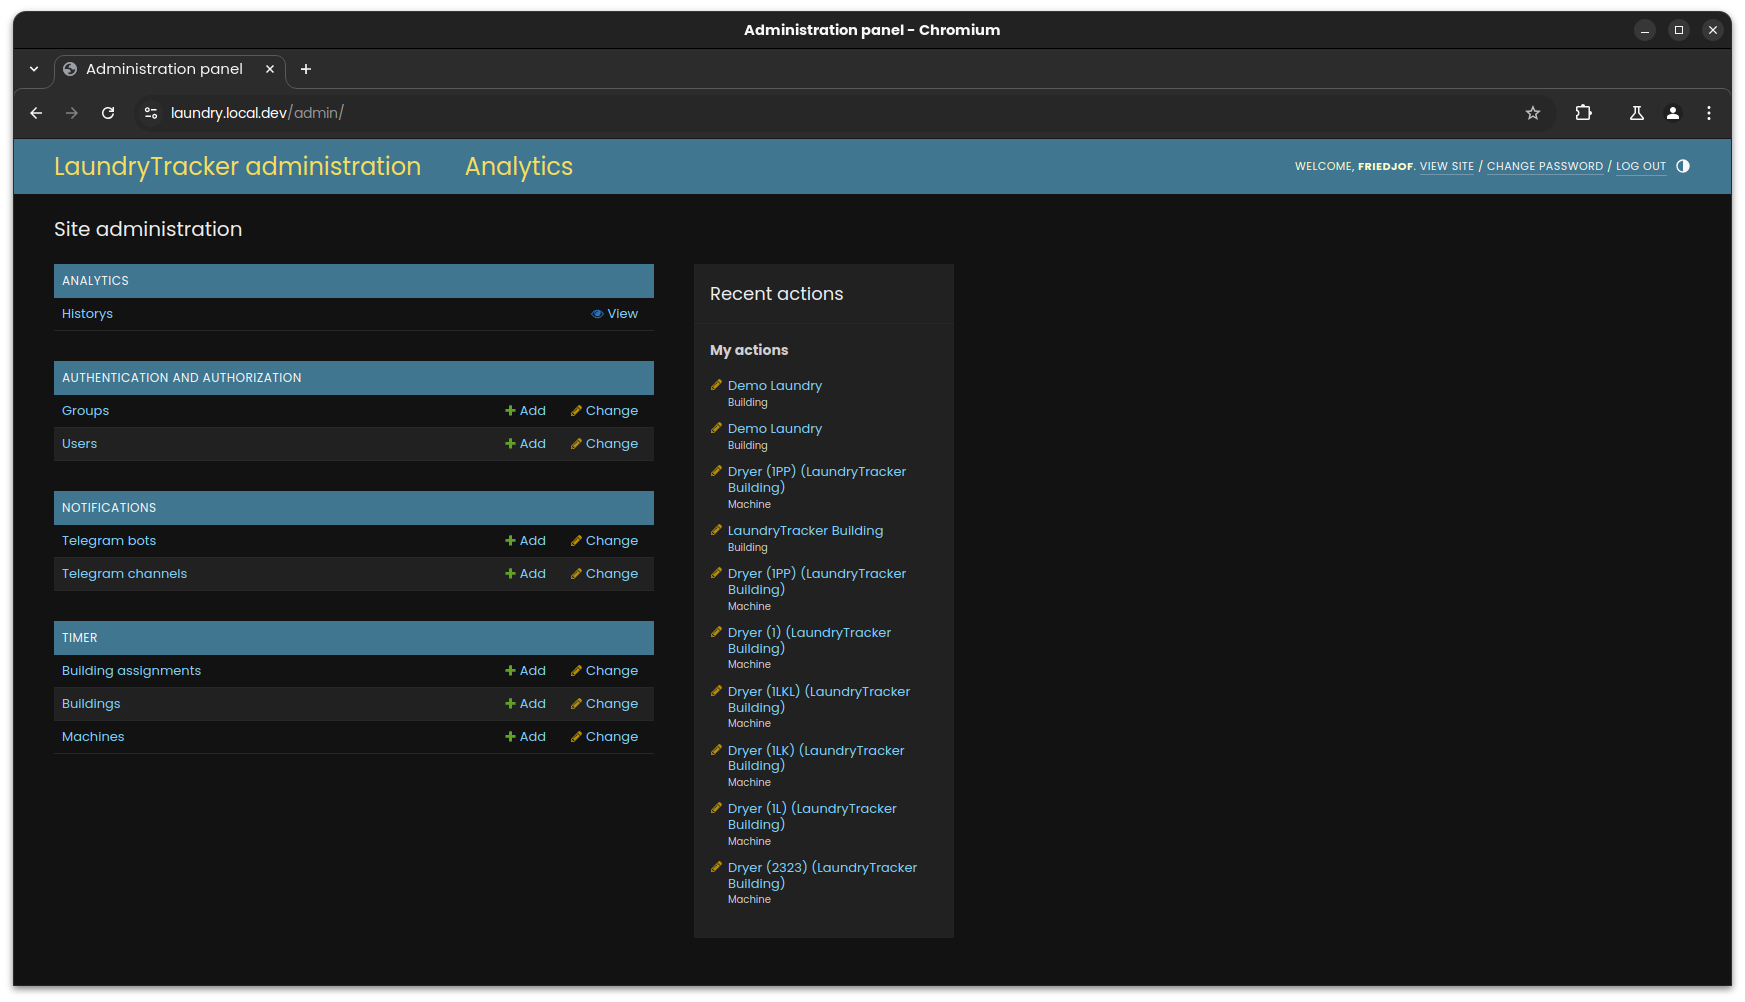 Administration panel - Chromium
Administration panel
laundry.local.dev/admin/
LaundryTracker administration Analytics
WELCOME, FRIEDJOF. VIEW SITE / CHANGE PASSWORD / LOG OUT
Site administration
ANALYTICS
Historys View
AUTHENTICATION AND AUTHORIZATION
Groups Add Change
Users Add Change
NOTIFICATIONS
Telegram bots Add Change
Telegram channels Add Change
TIMER
Building assignments Add Change
Buildings Add Change
Machines Add Change
Recent actions
My actions
Demo Laundry
Building
Demo Laundry
Building
Dryer (1PP) (LaundryTracker
Building)
Machine
LaundryTracker Building
Building
Dryer (1PP) (LaundryTracker
Building)
Machine
Dryer (1) (LaundryTracker
Building)
Machine
Dryer (1LKL) (LaundryTracker
Building)
Machine
Dryer (1LK) (LaundryTracker
Building)
Machine
Dryer (1L) (LaundryTracker
Building)
Machine
Dryer (2323) (LaundryTracker
Building)
Machine